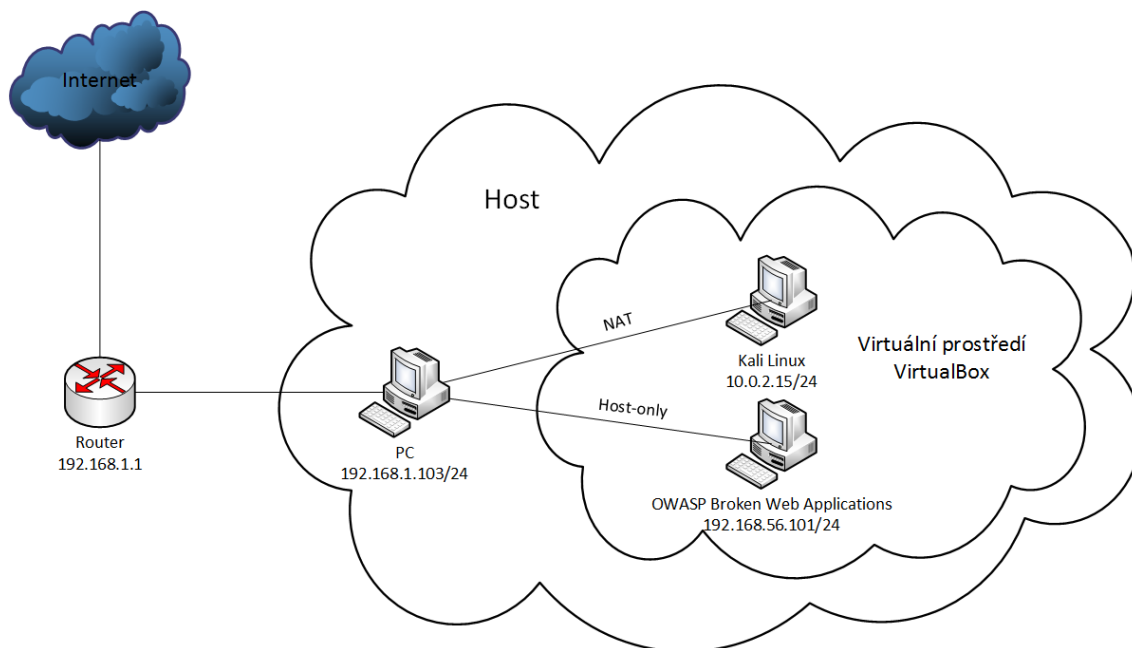 Internet
Host
NAT
Kali Linux
10.0.2.15/24
Virtuální prostředí
VirtualBox
Host-only
Router
192.168.1.1
PC
192.168.1.103/24
OWASP Broken Web Applications
192.168.56.101/24